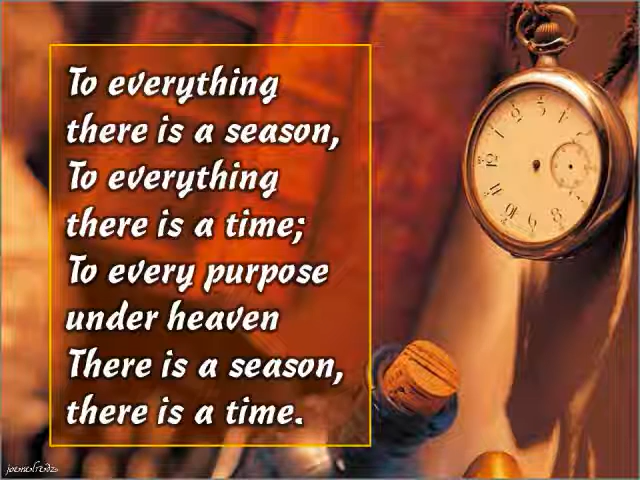 To everything
there is a season,
To everything
there is a time;
To every purpose
under heaven
There is a season,
there is a time.